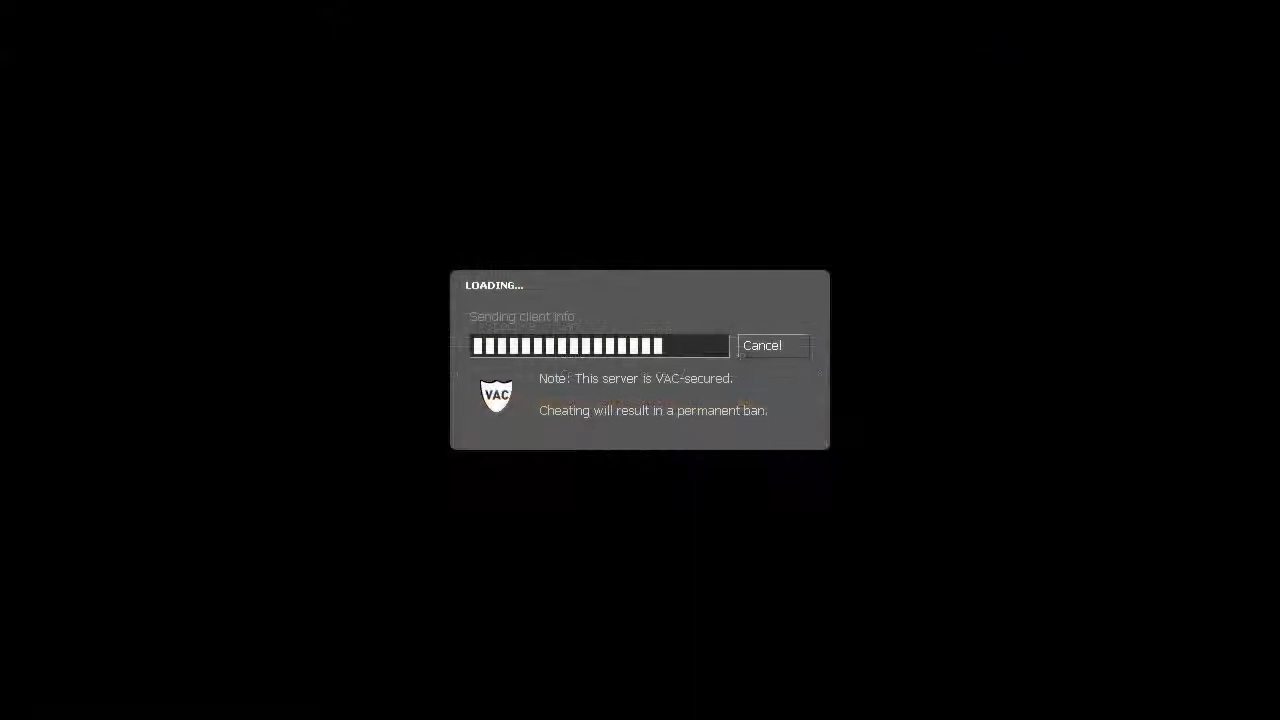 LOADING...
Sending client info
Cancel
Note: This server is VAC-secured.
VAC
Cheating will result in a permanent ban.